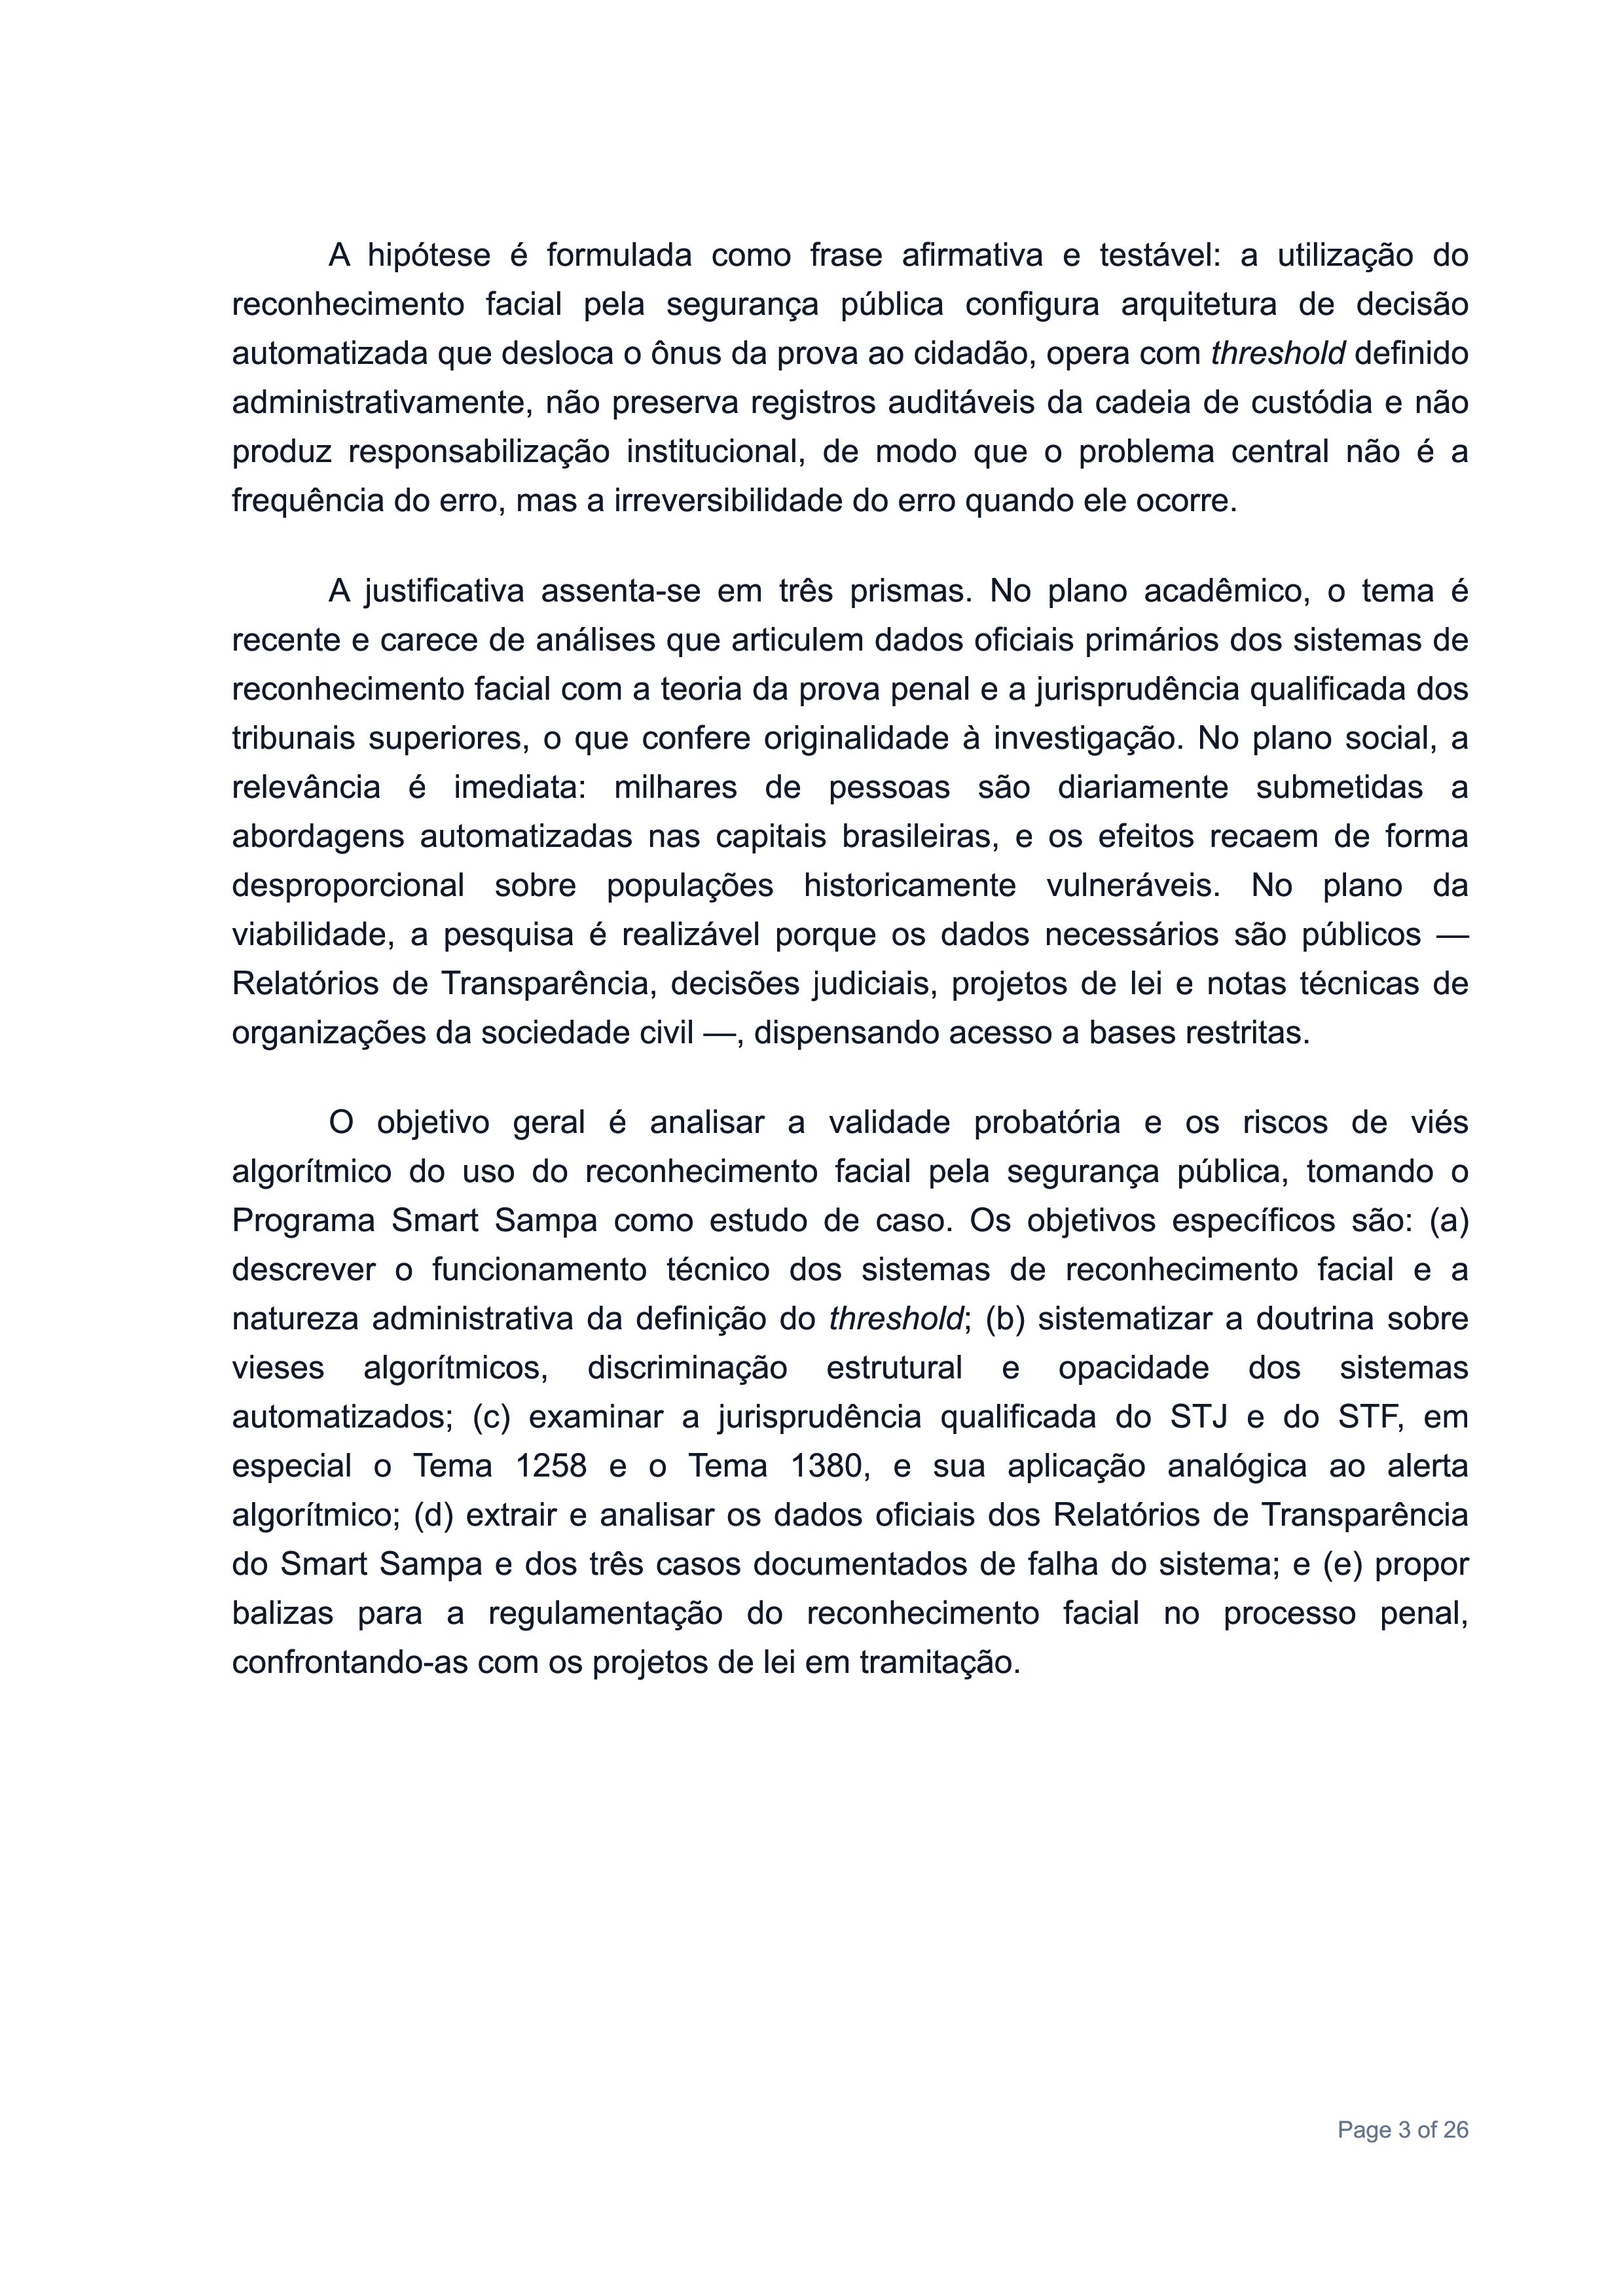 A hipótese é formulada como frase afirmativa e testável: a utilização do
reconhecimento facial pela segurança pública configura arquitetura de decisão
automatizada que desloca o ônus da prova ao cidadão, opera com threshold definido
administrativamente, não preserva registros auditáveis da cadeia de custódia e não
produz responsabilização institucional, de modo que o problema central não é a
frequência do erro, mas a irreversibilidade do erro quando ele ocorre.
A justificativa assenta-se em três prismas. No plano acadêmico, o tema é
recente e carece de análises que articulem dados oficiais primários dos sistemas de
reconhecimento facial com a teoria da prova penal e a jurisprudência qualificada dos
tribunais superiores, o que confere originalidade à investigação. No plano social, a
relevância é imediata: milhares de pessoas são diariamente submetidas a
abordagens automatizadas nas capitais brasileiras, e os efeitos recaem de forma
desproporcional sobre populações historicamente vulneráveis. No plano da
viabilidade, a pesquisa é realizável porque os dados necessários são públicos —
Relatórios de Transparência, decisões judiciais, projetos de lei e notas técnicas de
organizações da sociedade civil —, dispensando acesso a bases restritas.
O objetivo geral é analisar a validade probatória e os riscos de viés
algorítmico do uso do reconhecimento facial pela segurança pública, tomando o
Programa Smart Sampa como estudo de caso. Os objetivos específicos são: (a)
descrever o funcionamento técnico dos sistemas de reconhecimento facial e a
natureza administrativa da definição do threshold; (b) sistematizar a doutrina sobre
vieses algorítmicos, discriminação estrutural e opacidade dos sistemas
automatizados; (c) examinar a jurisprudência qualificada do STJ e do STF, em
especial o Tema 1258 e o Tema 1380, e sua aplicação analógica ao alerta
algorítmico; (d) extrair e analisar os dados oficiais dos Relatórios de Transparência
do Smart Sampa e dos três casos documentados de falha do sistema; e (e) propor
balizas para a regulamentação do reconhecimento facial no processo penal,
confrontando-as com os projetos de lei em tramitação.
Page 3 of 26